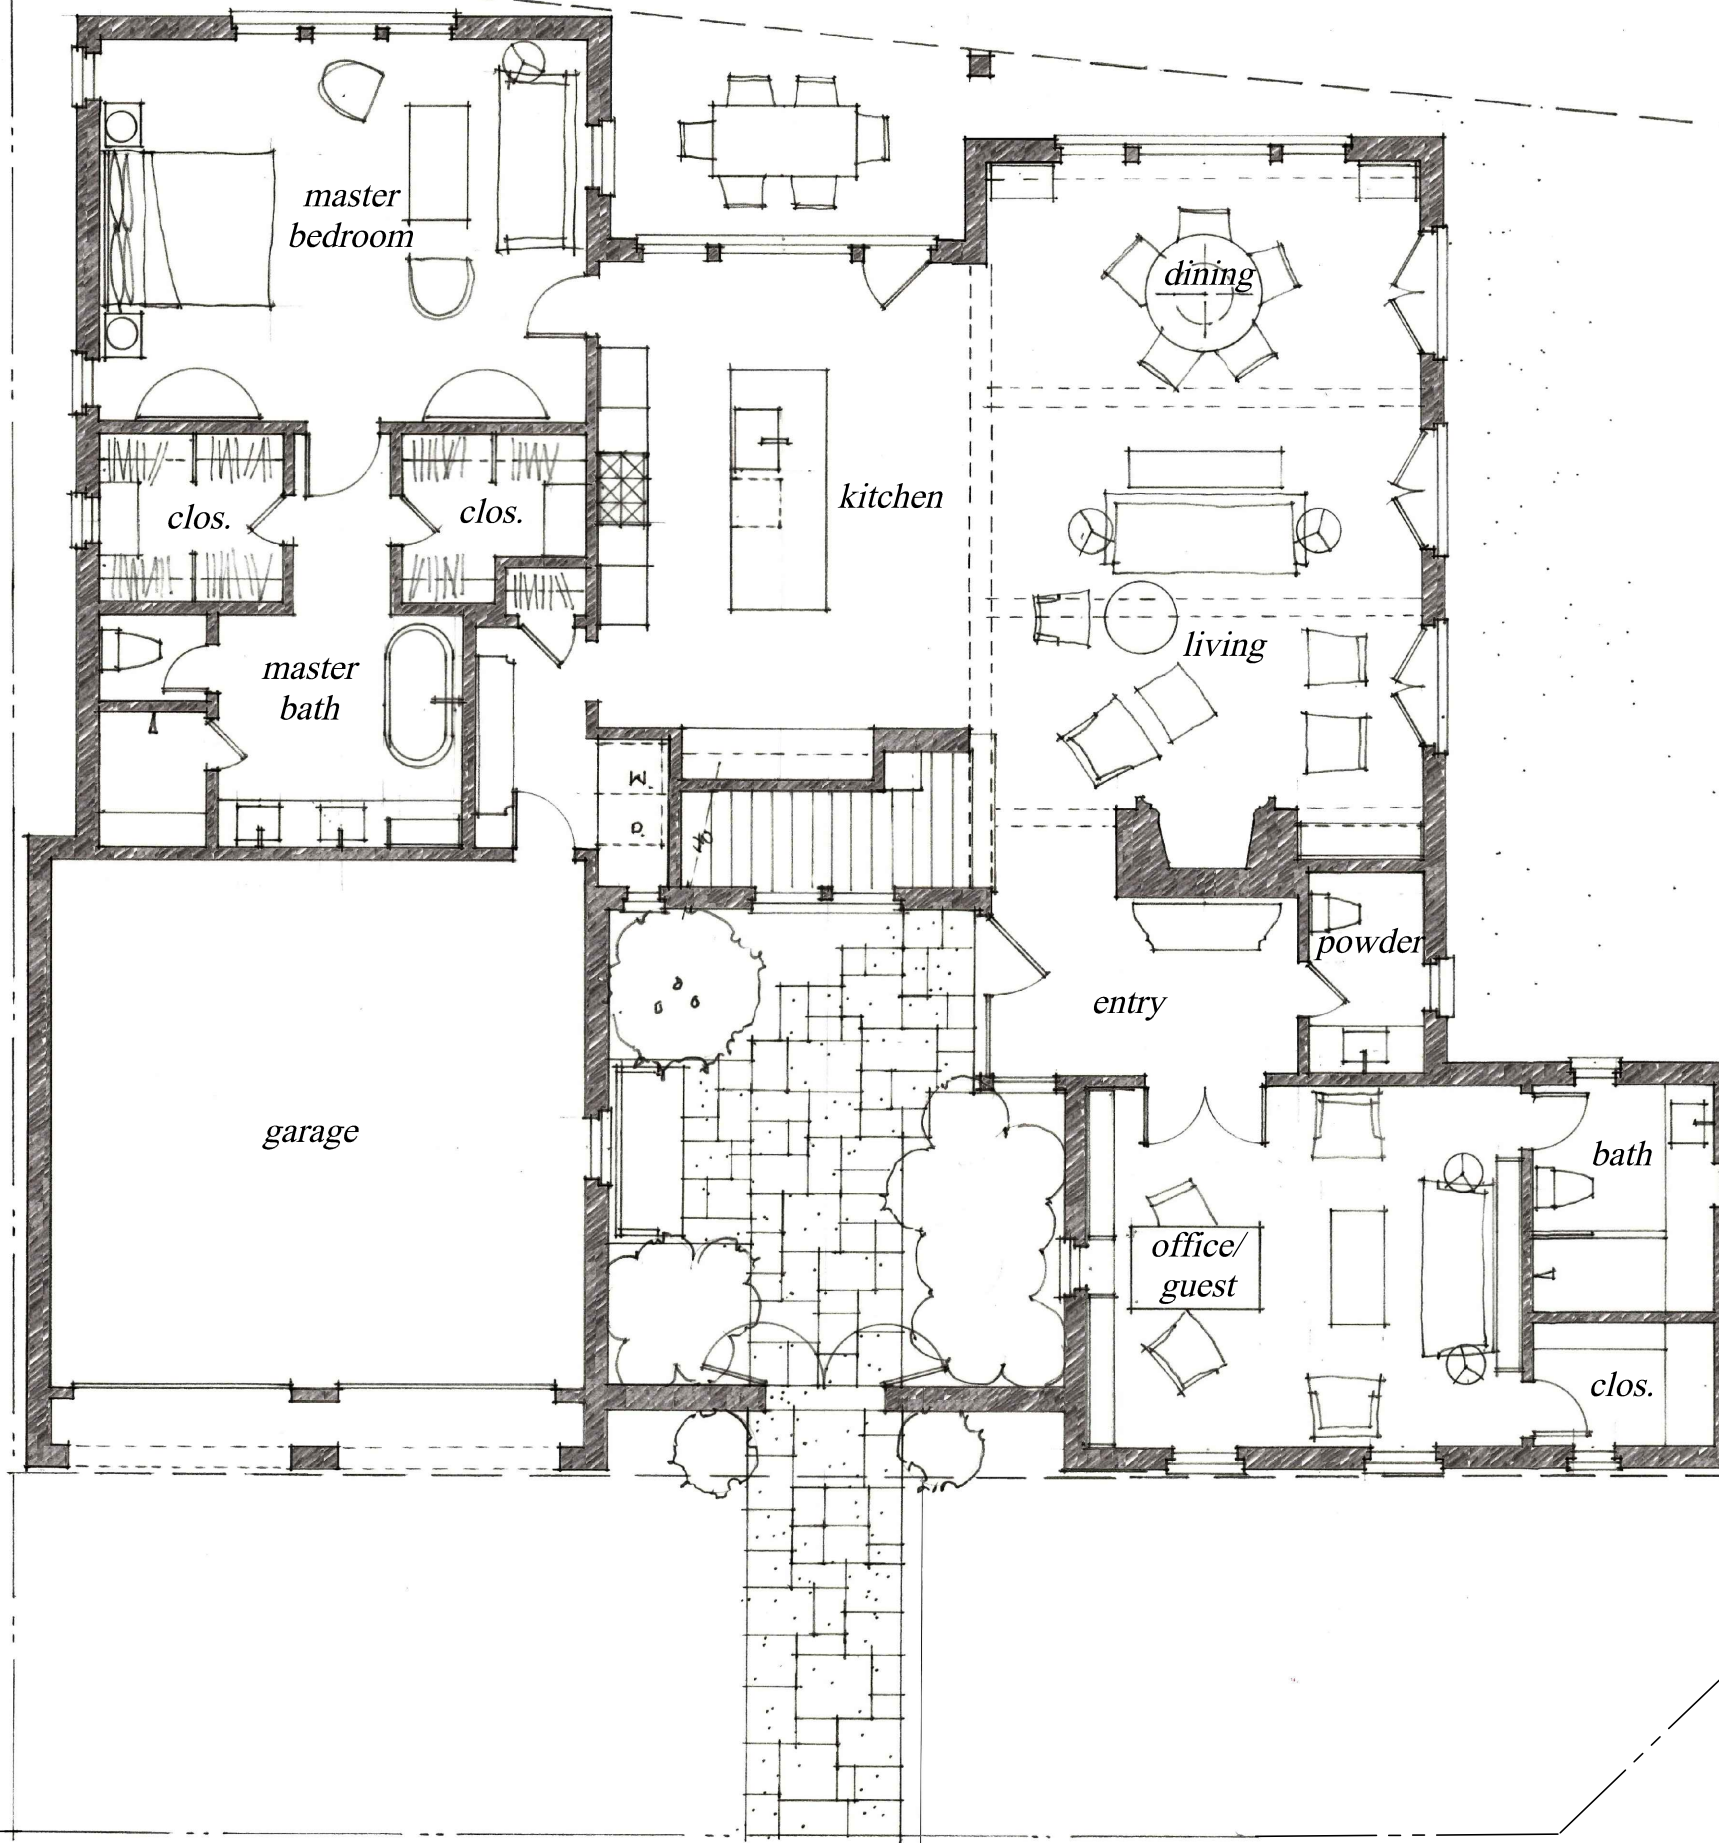 master
bedroom
dining
clos.
clos.
kitchen
living
master
bath
W
D
powder
entry
garage
bath
office/
guest
clos.